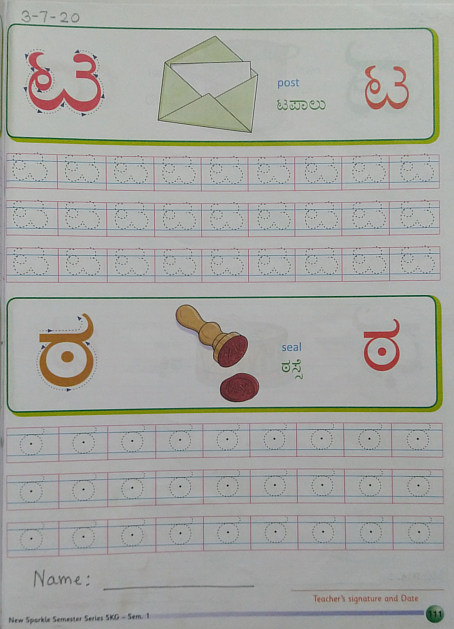 3-7-20
ಟ
post
ಟಪಾಲು
ಟ
ಠ
seal
ಠಸ್ಸೆ
ಠ
Name:
Teacher's signature and Date
New Sparkle Semester Series SKG - Sem. 1
111